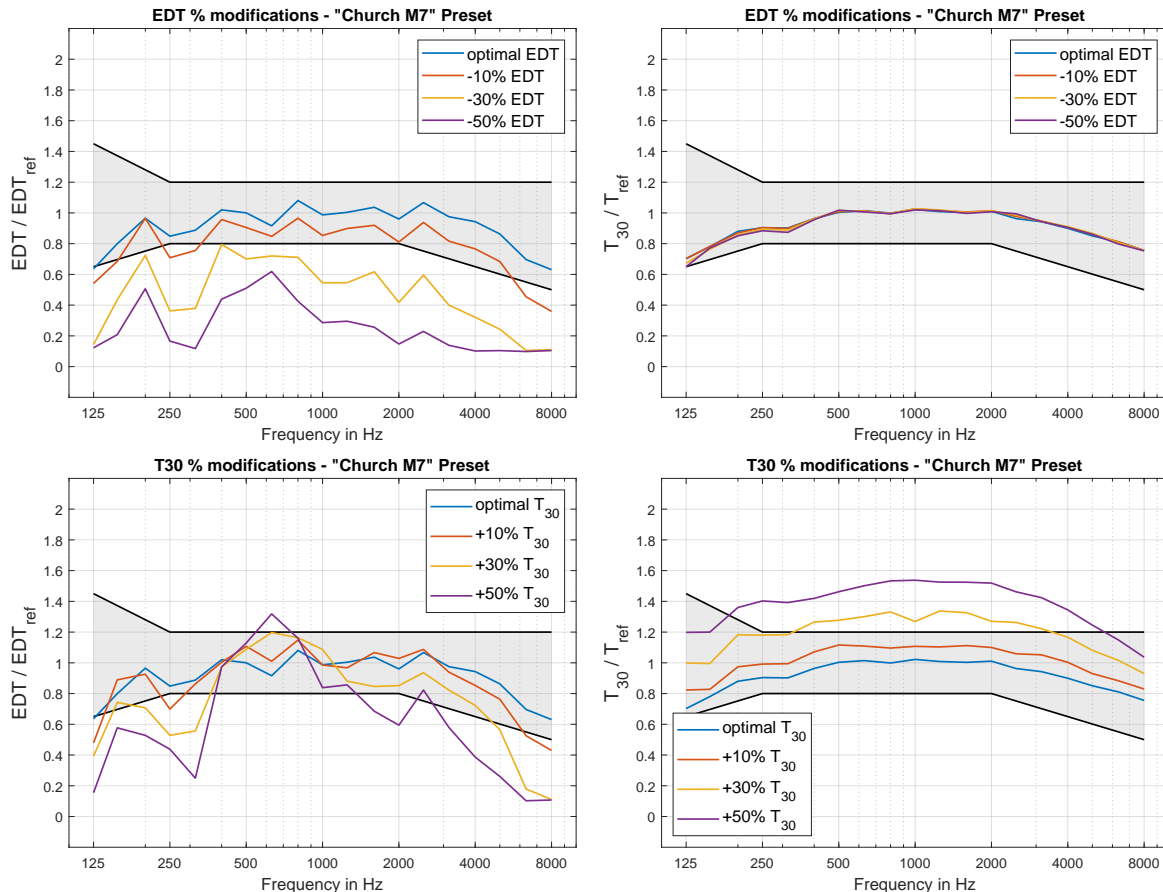 EDT % modifications - "Church M7" Preset
2
1.8
1.6
1.4
1.2
1
0.8
0.6
0.4
0.2
0
EDT / EDT_ref
optimal EDT
-10% EDT
-30% EDT
-50% EDT
125 250 500 1000 2000 4000 8000
Frequency in Hz
EDT % modifications - "Church M7" Preset
2
1.8
1.6
1.4
1.2
1
0.8
0.6
0.4
0.2
0
T_30 / T_ref
optimal EDT
-10% EDT
-30% EDT
-50% EDT
125 250 500 1000 2000 4000 8000
Frequency in Hz
T30 % modifications - "Church M7" Preset
2
1.8
1.6
1.4
1.2
1
0.8
0.6
0.4
0.2
0
EDT / EDT_ref
optimal T_30
+10% T_30
+30% T_30
+50% T_30
125 250 500 1000 2000 4000 8000
Frequency in Hz
T30 % modifications - "Church M7" Preset
2
1.8
1.6
1.4
1.2
1
0.8
0.6
0.4
0.2
0
T_30 / T_ref
optimal T_30
+10% T_30
+30% T_30
+50% T_30
125 250 500 1000 2000 4000 8000
Frequency in Hz